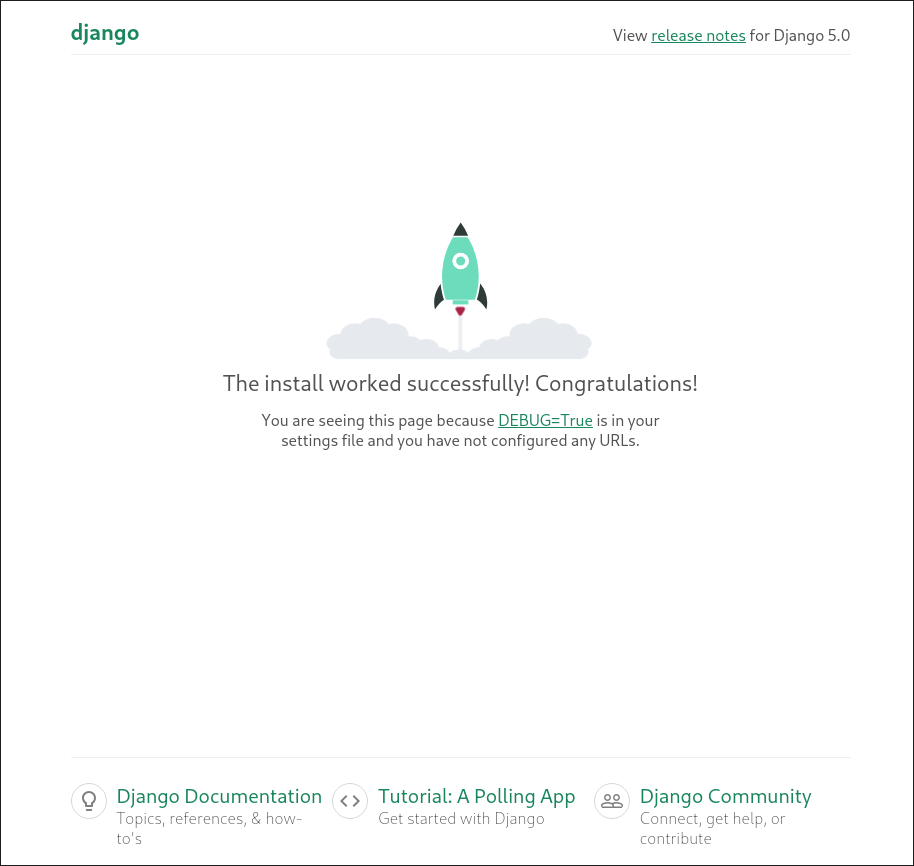 django
View release notes for Django 5.0
The install worked successfully! Congratulations!
You are seeing this page because DEBUG=True is in your
settings file and you have not configured any URLs.
Django Documentation
Topics, references, & how-
to's
Tutorial: A Polling App
Get started with Django
Django Community
Connect, get help, or
contribute